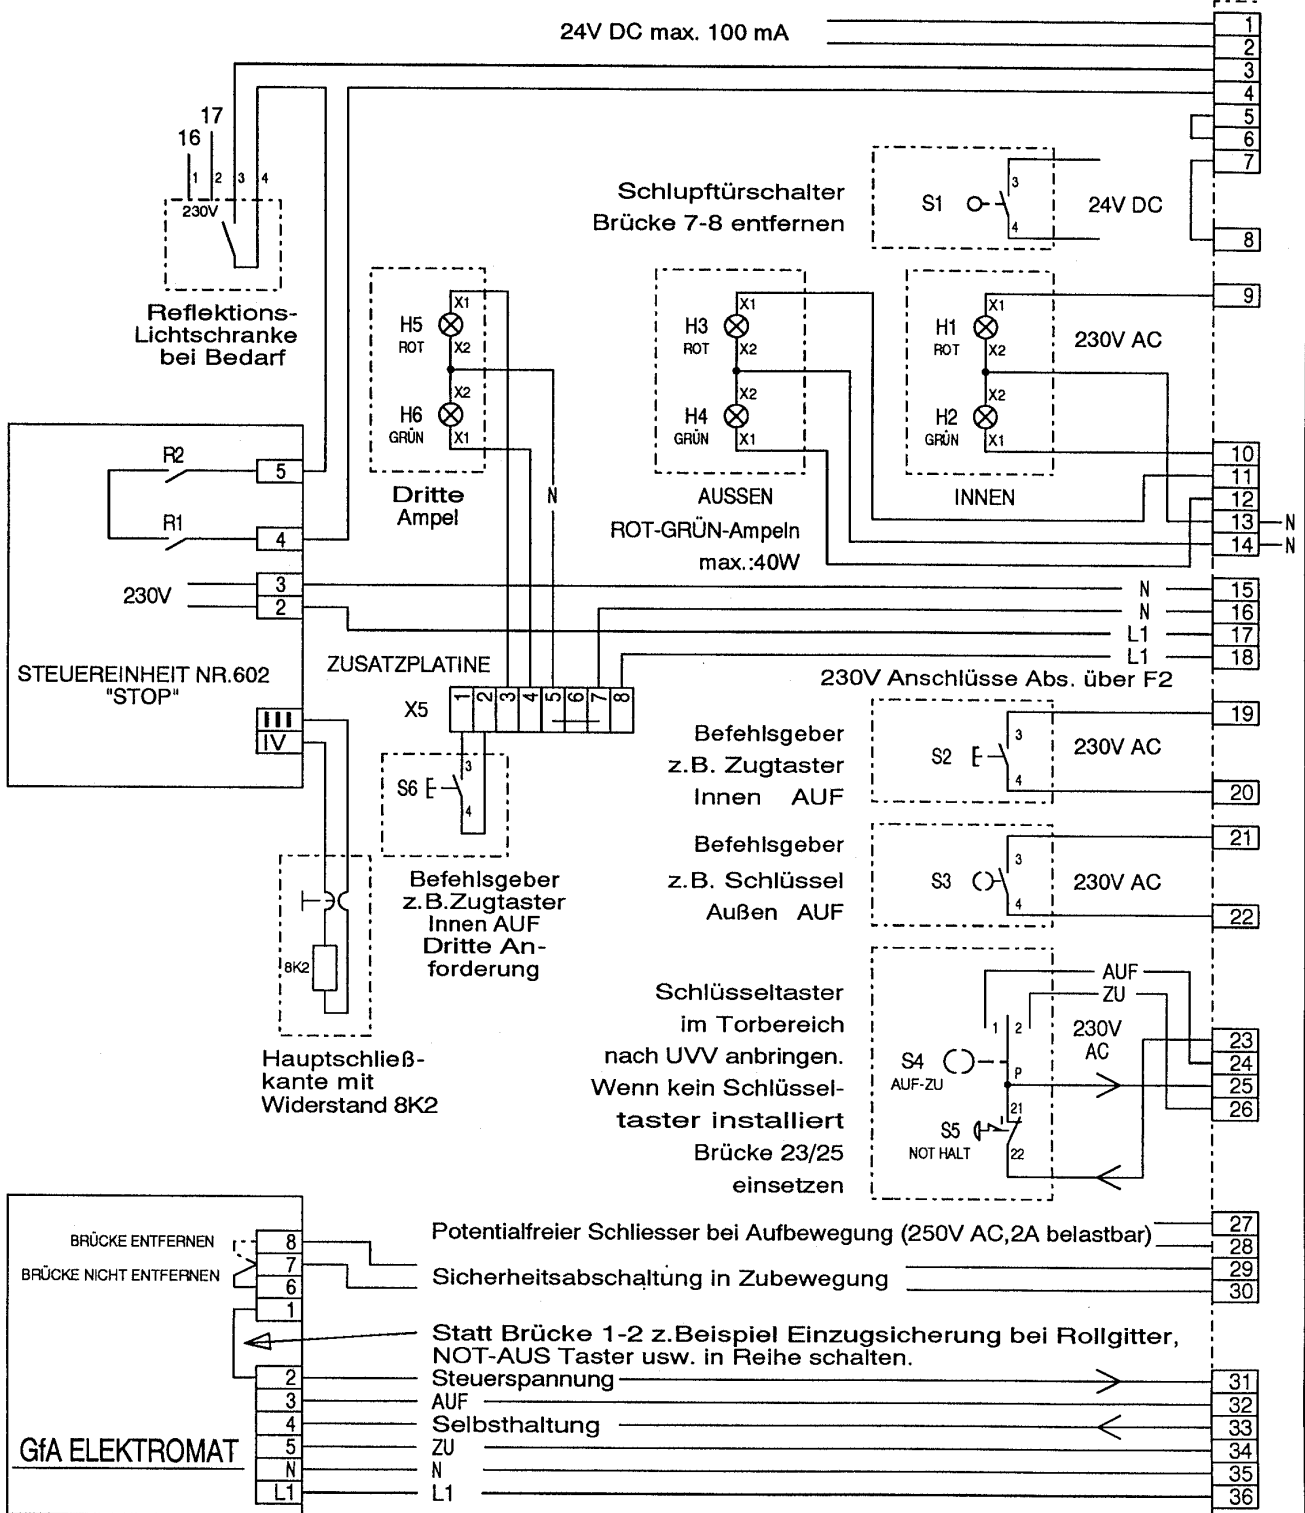 24V DC max. 100 mA
1
2
3
4
5
6
7
8
17
16
1 2 3 4
230V
Reflektions-
Lichtschranke
bei Bedarf
Schlupftürschalter
Brücke 7-8 entfernen
S1
3
4
24V DC
9
H5
ROT
X1
X2
H6
GRÜN
X2
X1
Dritte
Ampel
N
H3
ROT
X1
X2
H4
GRÜN
X2
X1
AUSSEN
H1
ROT
X1
X2
H2
GRÜN
X2
X1
INNEN
230V AC
ROT-GRÜN-Ampeln
max.:40W
10
11
12
13 N
14 N
R2
5
R1
4
230V
3
2
STEUEREINHEIT NR.602
"STOP"
III
IV
N 15
N 16
L1 17
L1 18
230V Anschlüsse Abs. über F2
ZUSATZPLATINE
X5
1 2 3 4 5 6 7 8
S6
3
4
Befehlsgeber
z.B.Zugtaster
Innen AUF
Dritte An-
forderung
8K2
Hauptschließ-
kante mit
Widerstand 8K2
Befehlsgeber
z.B. Zugtaster
Innen AUF
S2
3
4
230V AC
19
20
Befehlsgeber
z.B. Schlüssel
Außen AUF
S3
3
4
230V AC
21
22
Schlüsseltaster
im Torbereich
nach UVV anbringen.
Wenn kein Schlüssel-
taster installiert
Brücke 23/25
einsetzen
AUF
ZU
1 2
230V
AC
S4
AUF-ZU
P
21
S5
NOT HALT
22
23
24
25
26
BRÜCKE ENTFERNEN
BRÜCKE NICHT ENTFERNEN
8
7
6
1
2
3
4
5
N
L1
GfA ELEKTROMAT
Potentialfreier Schliesser bei Aufbewegung (250V AC,2A belastbar)
27
28
Sicherheitsabschaltung in Zubewegung
29
30
Statt Brücke 1-2 z.Beispiel Einzugsicherung bei Rollgitter,
NOT-AUS Taster usw. in Reihe schalten.
Steuerspannung 31
AUF 32
Selbsthaltung 33
ZU 34
N 35
L1 36